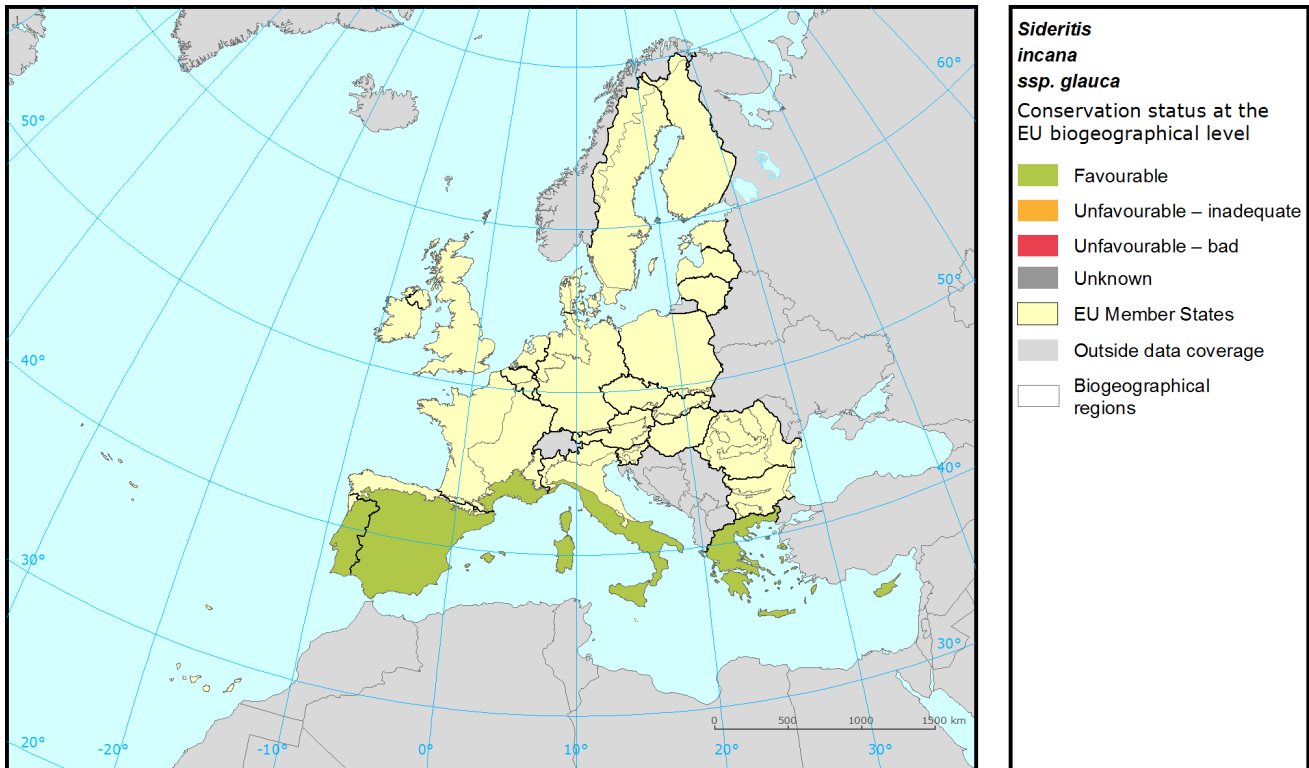 Sideritis
incana
ssp. glauca
Conservation status at the
EU biogeographical level
Favourable
Unfavourable – inadequate
Unfavourable – bad
Unknown
EU Member States
Outside data coverage
Biogeographical
regions
60°
50°
50°
40°
40°
30°
30°
0 500 1000 1500 km
20° -20° -10° 0° 10° 20° 30°